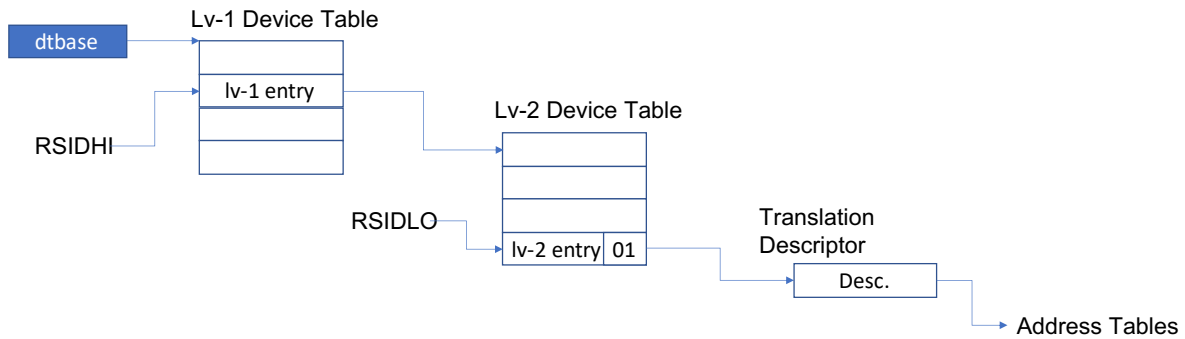 Lv-1 Device Table
dtbase
lv-1 entry
Lv-2 Device Table
RSIDHI
RSIDLO
Translation
Descriptor
lv-2 entry 01
Desc.
Address Tables